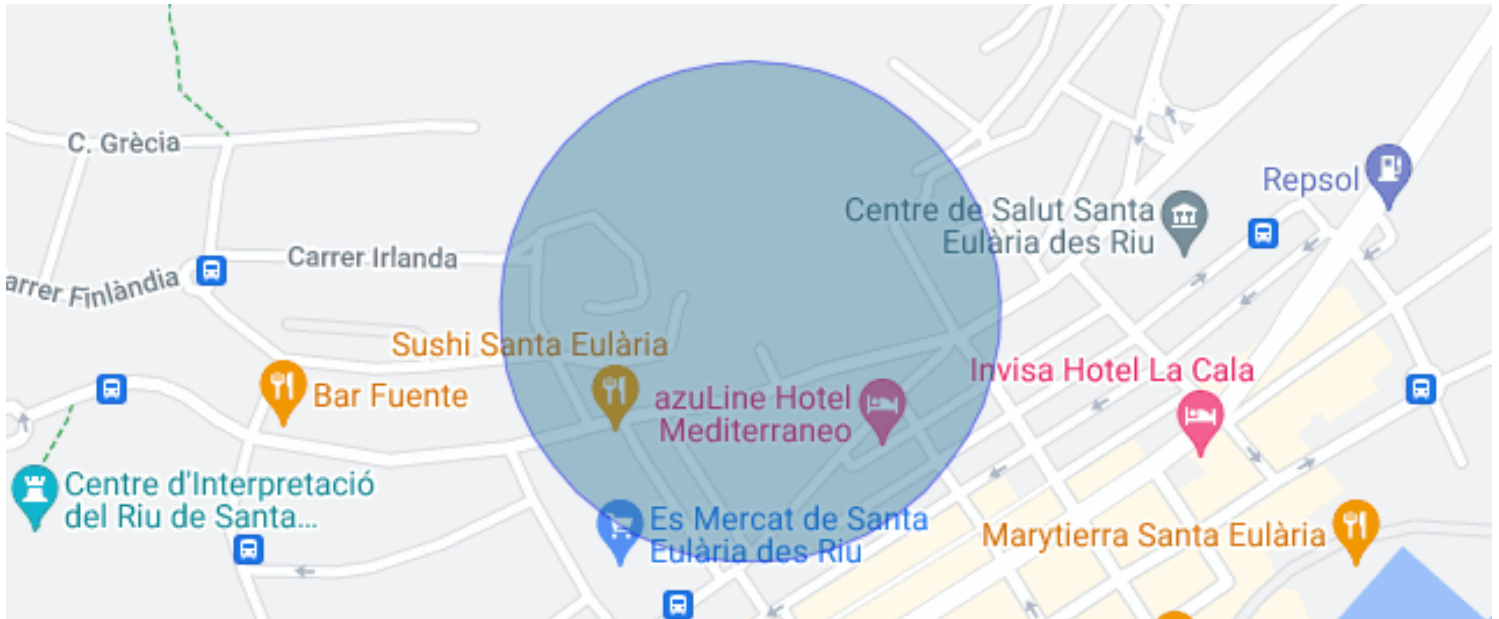 C. Grècia
Repsol
Centre de Salut Santa
Eulària des Riu
Carrer Irlanda
arrer Finlàndia
Sushi Santa Eulària
Bar Fuente
Invisa Hotel La Cala
azuLine Hotel
Mediterraneo
Centre d'Interpretació
del Riu de Santa...
Es Mercat de Santa
Eulària des Riu
Marytierra Santa Eulària